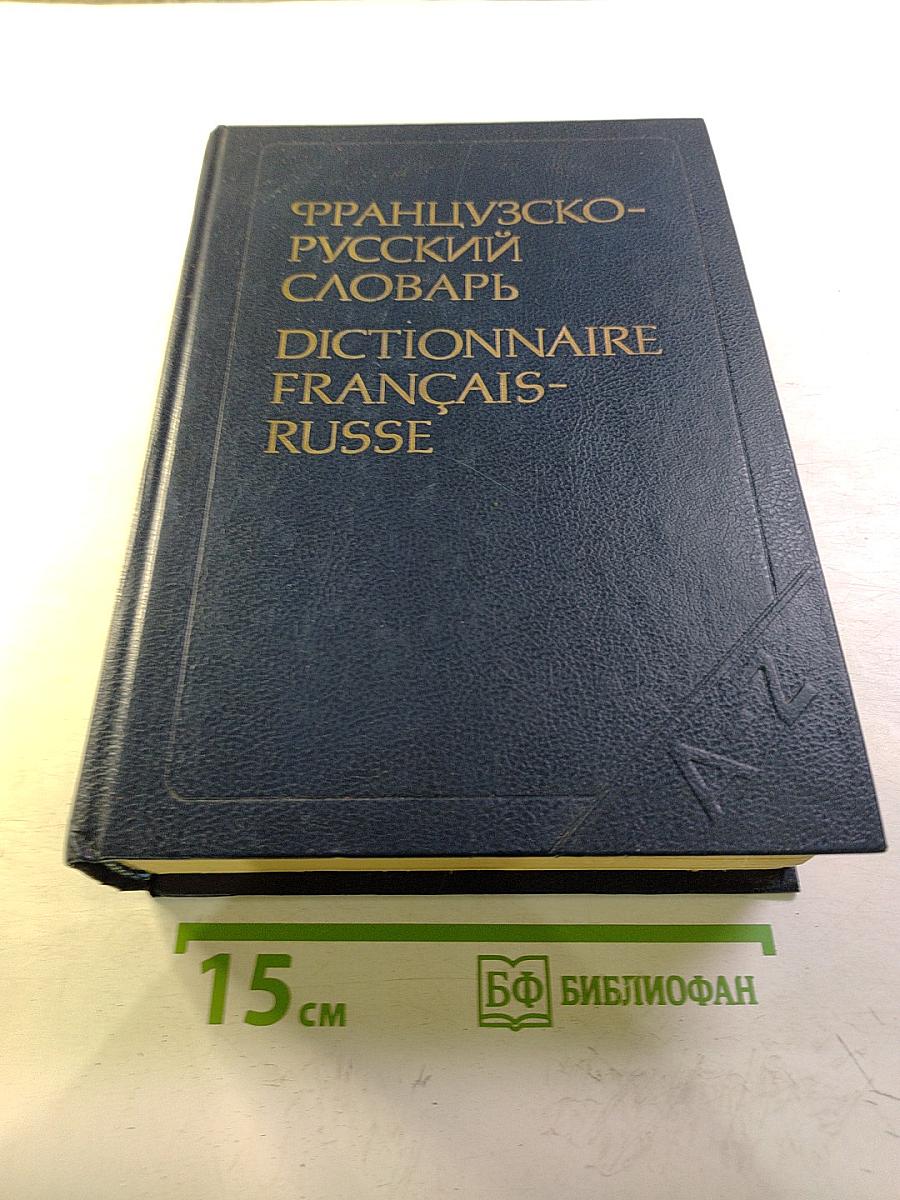 ФРАНЦУЗСКО-
РУССКИЙ
СЛОВАРЬ
DICTIONNAIRE
FRANÇAIS-
RUSSE
A Z
15 см
БФ БИБЛИОФАН